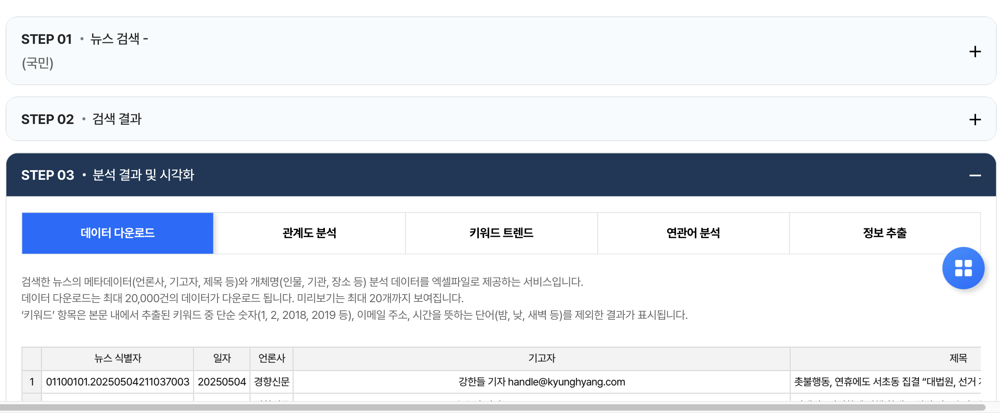 STEP 01 • 뉴스 검색 -
(국민)
STEP 02 • 검색 결과
STEP 03 • 분석 결과 및 시각화
데이터 다운로드 관계도 분석 키워드 트렌드 연관어 분석 정보 추출
검색한 뉴스의 메타데이터(언론사, 기고자, 제목 등)와 개체명(인물, 기관, 장소 등) 분석 데이터를 엑셀파일로 제공하는 서비스입니다.
데이터 다운로드는 최대 20,000건의 데이터가 다운로드 됩니다. 미리보기는 최대 20개까지 보여집니다.
‘키워드’ 항목은 본문 내에서 추출된 키워드 중 단순 숫자(1, 2, 2018, 2019 등), 이메일 주소, 시간을 뜻하는 단어(밤, 낮, 새벽 등)를 제외한 결과가 표시됩니다.
뉴스 식별자 일자 언론사 기고자 제목
1 01100101.20250504211037003 20250504 경향신문 강한들 기자 handle@kyunghyang.com 촛불행동, 연휴에도 서초동 집결 “대법원, 선거